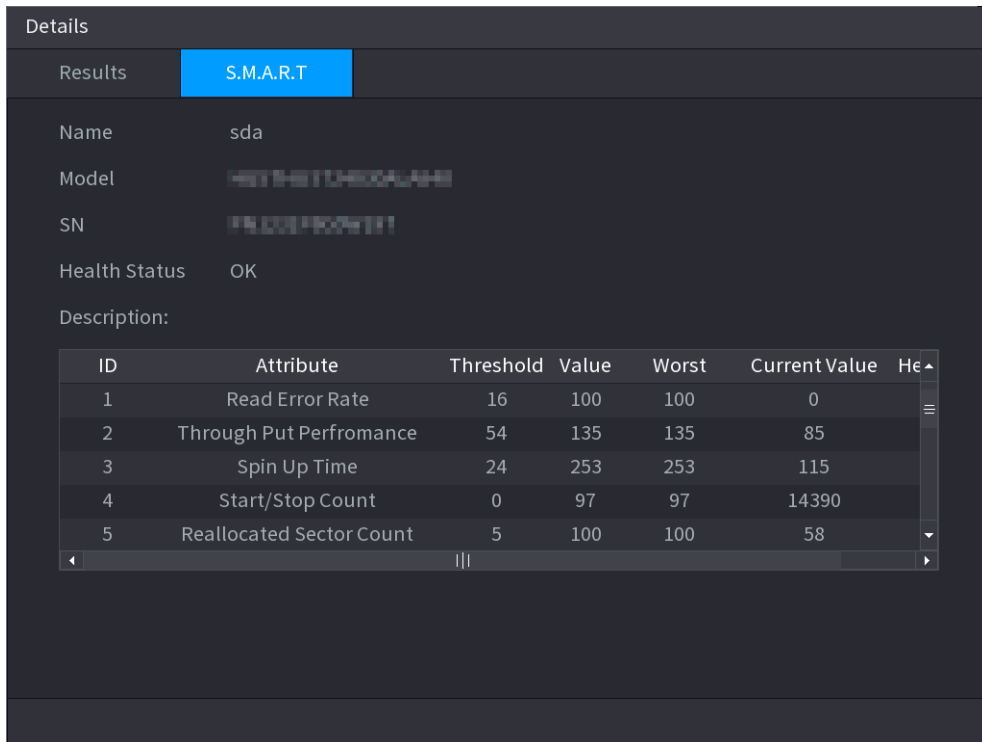 Details
Results S.M.A.R.T
Name sda
Model
SN
Health Status OK
Description:
ID Attribute Threshold Value Worst Current Value He
1 Read Error Rate 16 100 100 0
2 Through Put Perfromance 54 135 135 85
3 Spin Up Time 24 253 253 115
4 Start/Stop Count 0 97 97 14390
5 Reallocated Sector Count 5 100 100 58